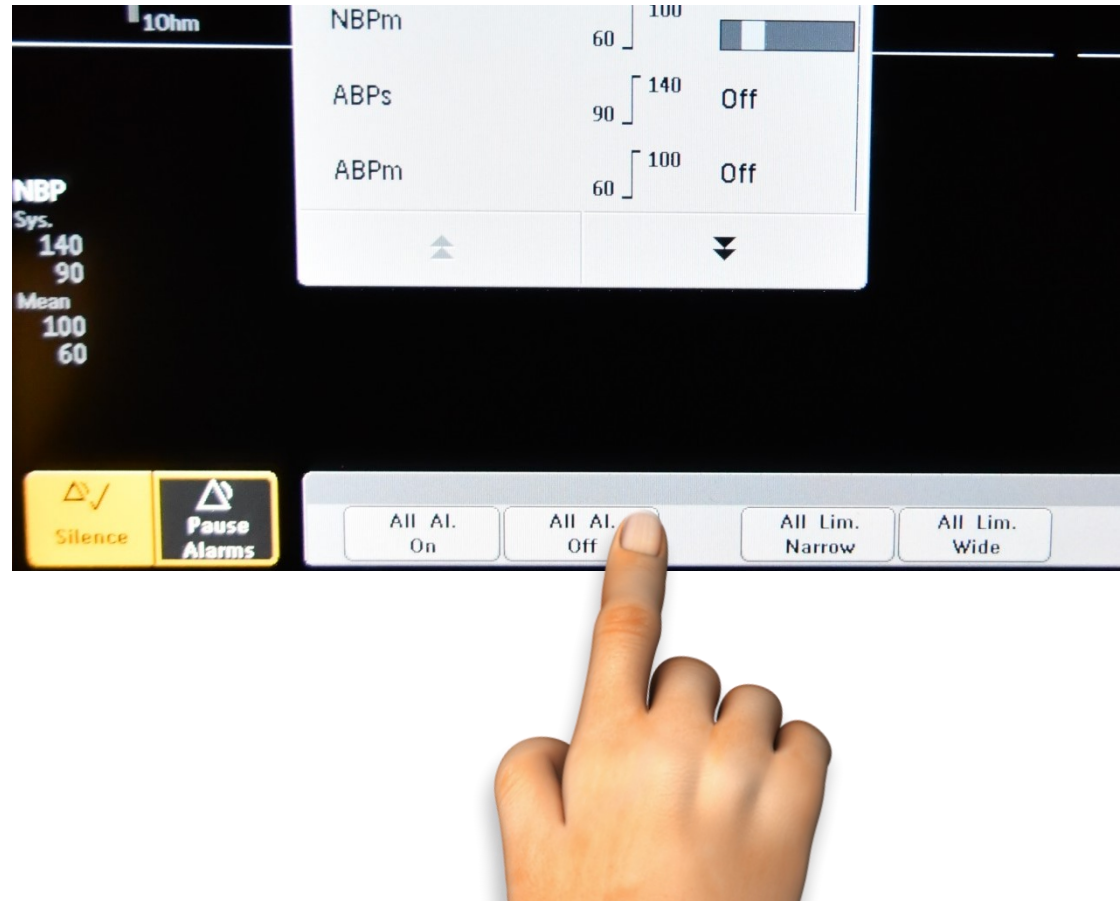 1Ohm
NBPm
60
100
ABPs
90
140
Off
ABPm
60
100
Off
NBP
Sys.
140
90
Mean
100
60
Silence
Pause
Alarms
All Al.
On
All Al.
Off
All Lim.
Narrow
All Lim.
Wide